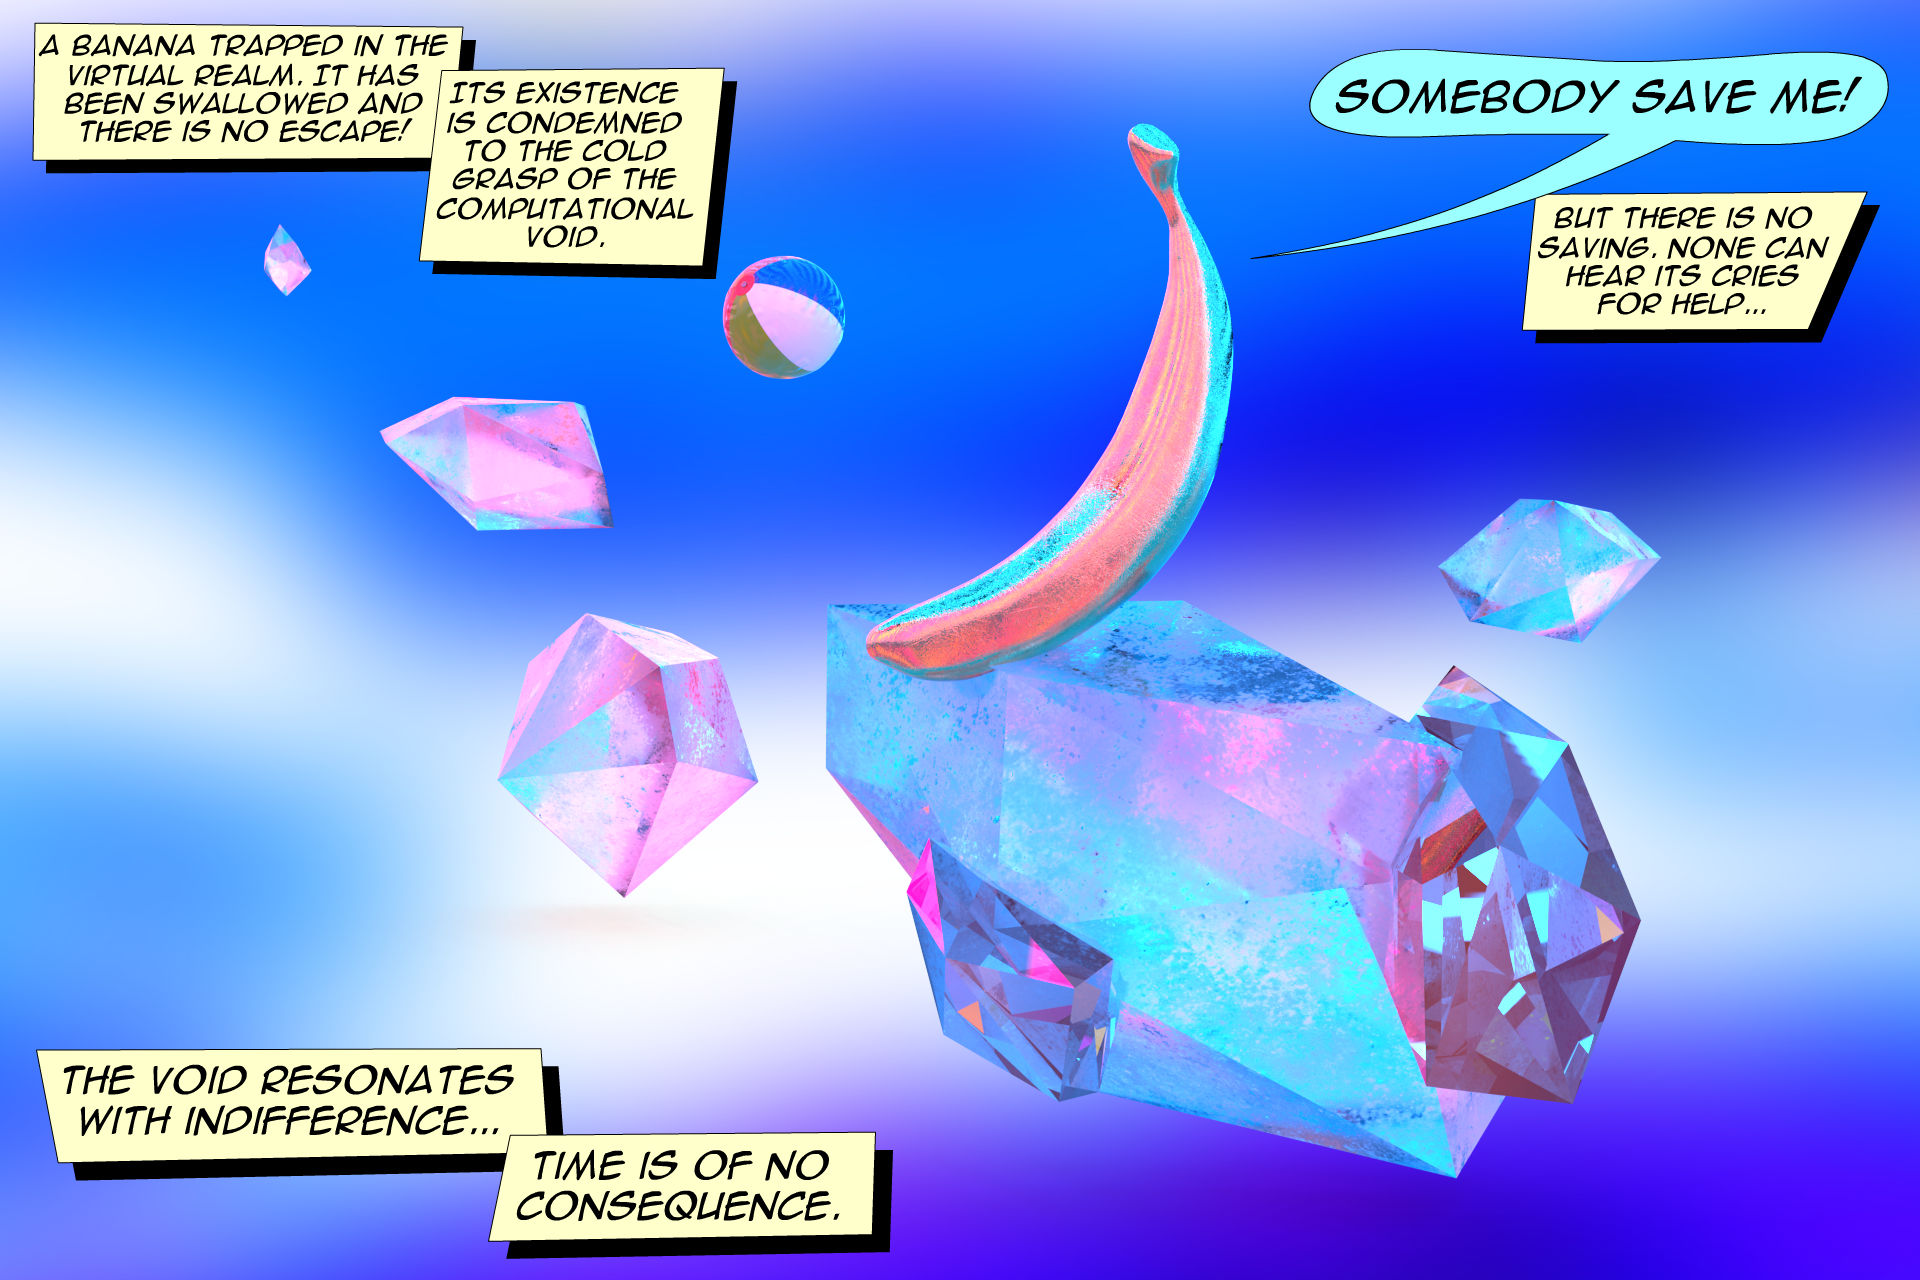 A BANANA TRAPPED IN THE
VIRTUAL REALM. IT HAS
BEEN SWALLOWED AND
THERE IS NO ESCAPE!
ITS EXISTENCE
IS CONDEMNED
TO THE COLD
GRASP OF THE
COMPUTATIONAL
VOID.
SOMEBODY SAVE ME!
BUT THERE IS NO
SAVING. NONE CAN
HEAR ITS CRIES
FOR HELP...
THE VOID RESONATES
WITH INDIFFERENCE...
TIME IS OF NO
CONSEQUENCE.